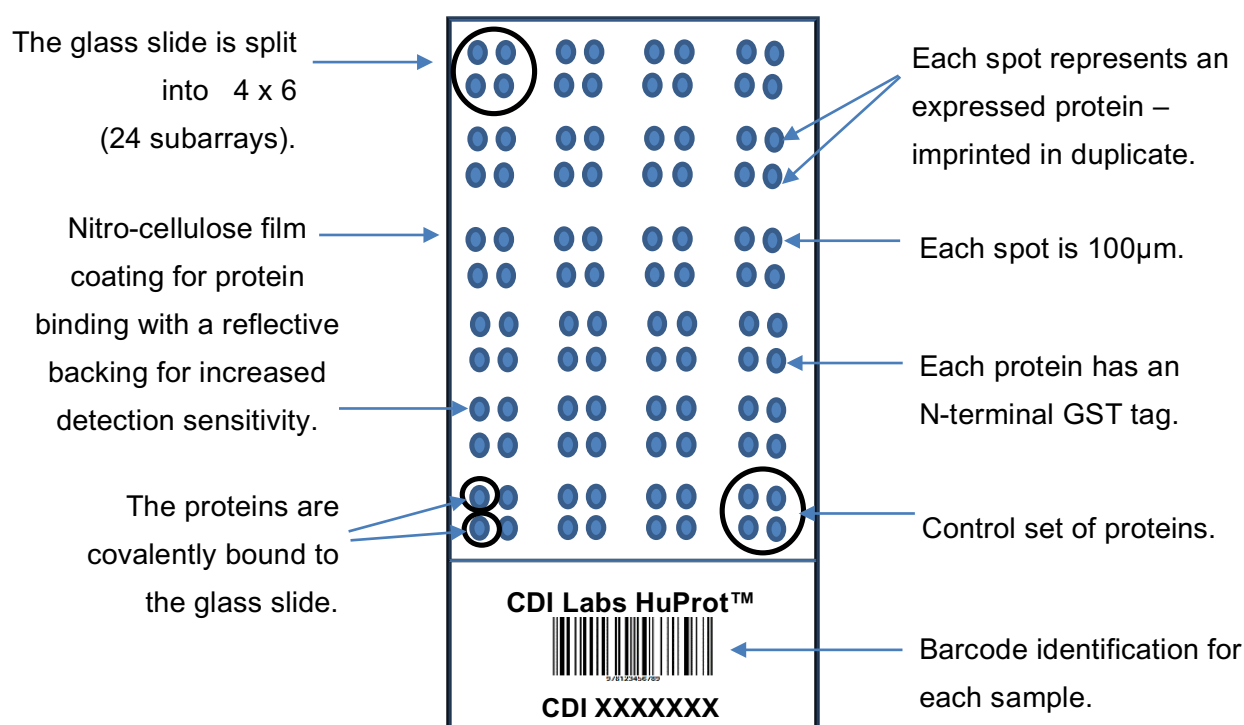 The glass slide is split
into 4 x 6
(24 subarrays).
Nitro-cellulose film
coating for protein
binding with a reflective
backing for increased
detection sensitivity.
The proteins are
covalently bound to
the glass slide.
Each spot represents an
expressed protein –
imprinted in duplicate.
Each spot is 100µm.
Each protein has an
N-terminal GST tag.
Control set of proteins.
Barcode identification for
each sample.
CDI Labs HuProt™
978123456789
CDI XXXXXXX